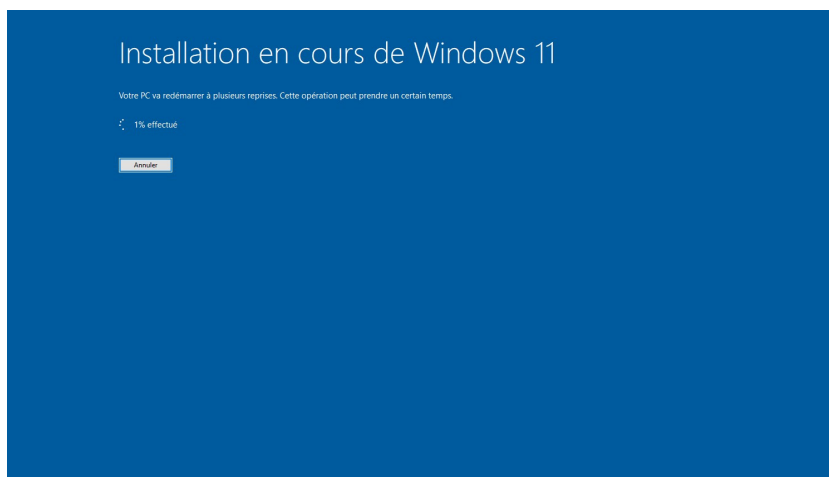 Installation en cours de Windows 11
Votre PC va redémarrer à plusieurs reprises. Cette opération peut prendre un certain temps.
1% effectué
Annuler